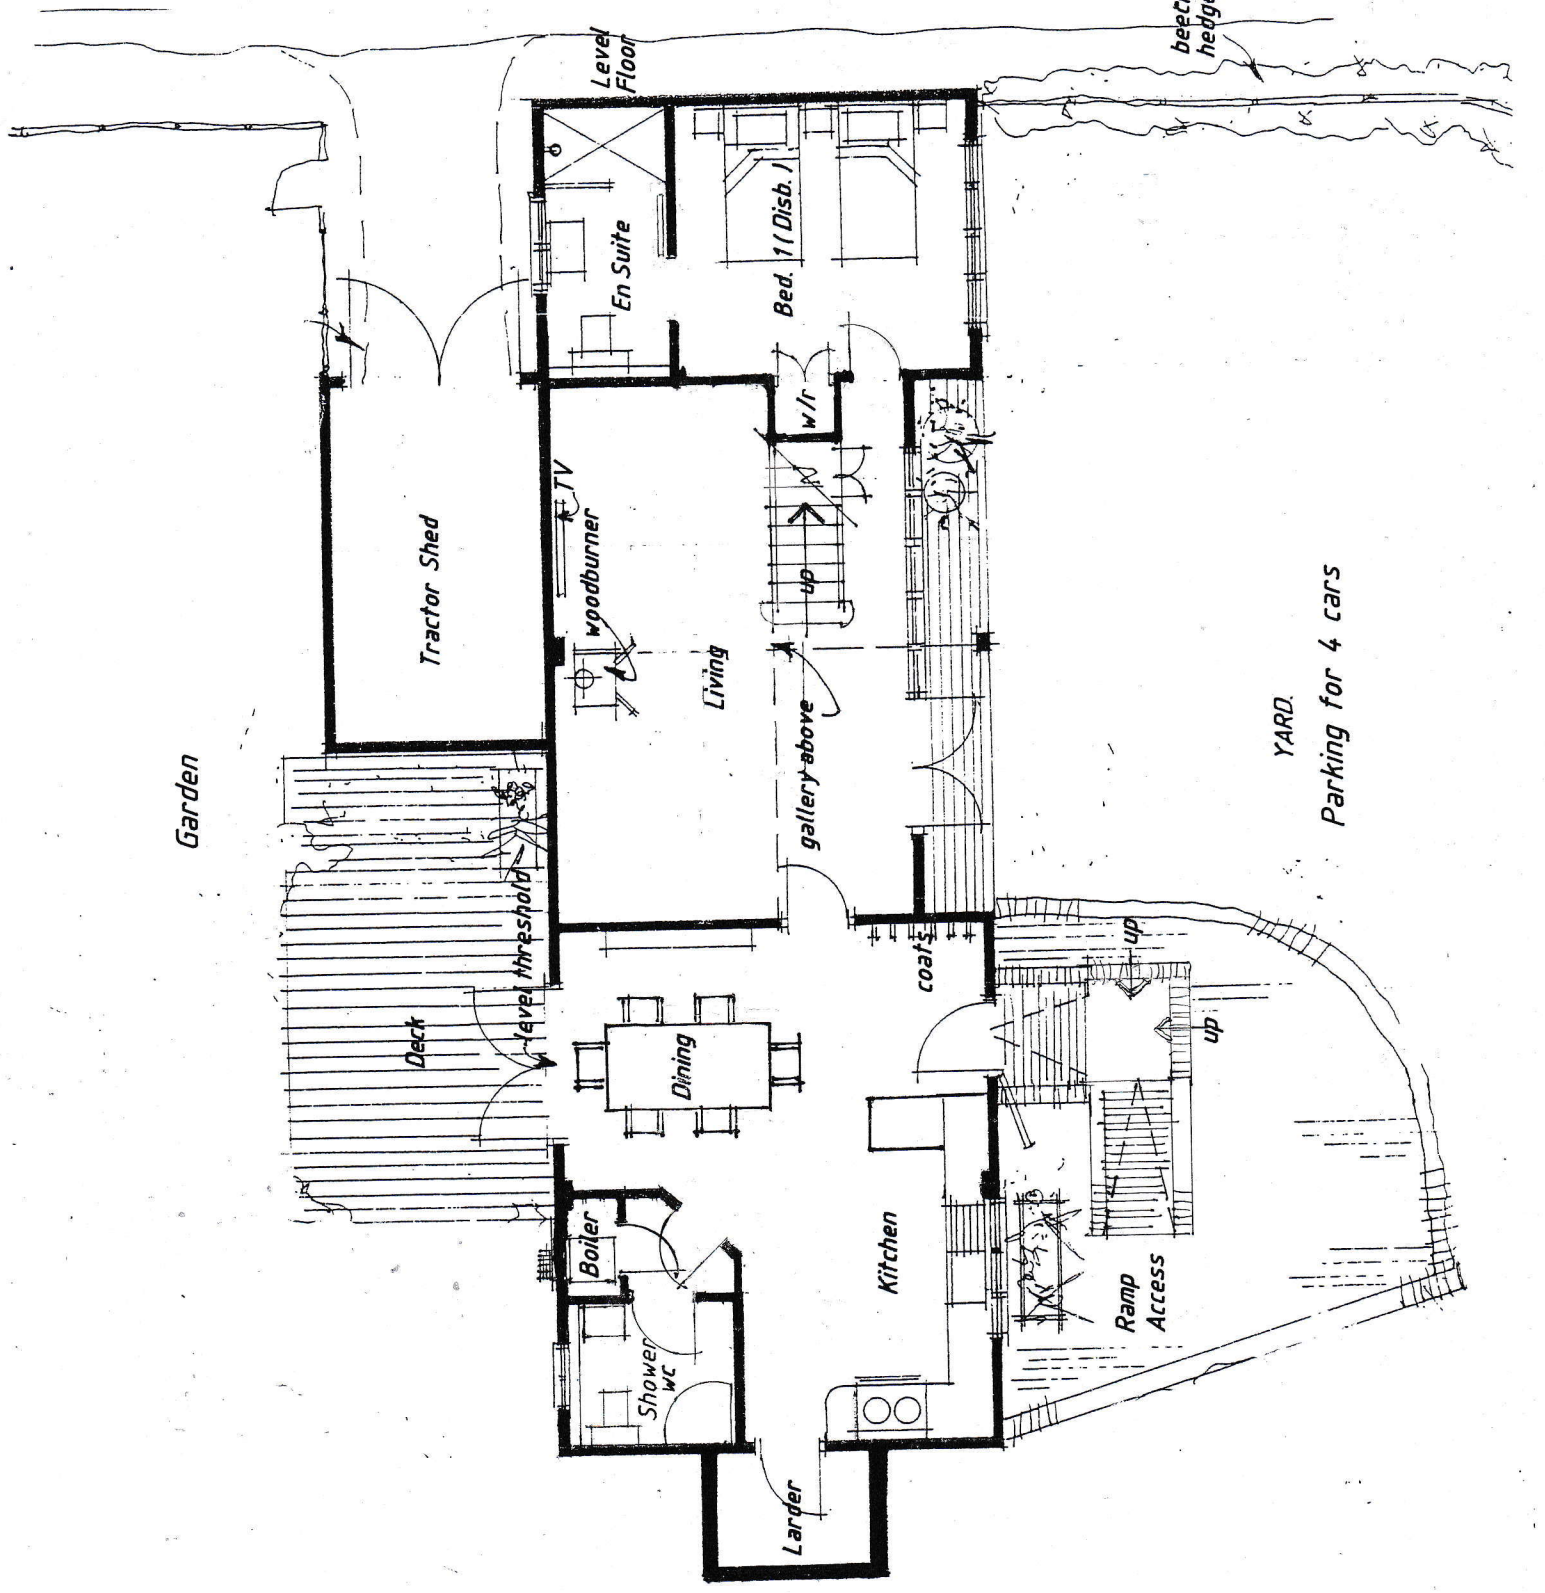 Garden
Deck
level threshold
Tractor Shed
Level
Floor
En Suite
Bed. 1 ( Disb. )
w/r
TV
woodburner
Living
up
gallery above
coats
Dining
Boiler
Shower
WC
Kitchen
Larder
Ramp
Access
up
up
YARD.
Parking for 4 cars
hedge